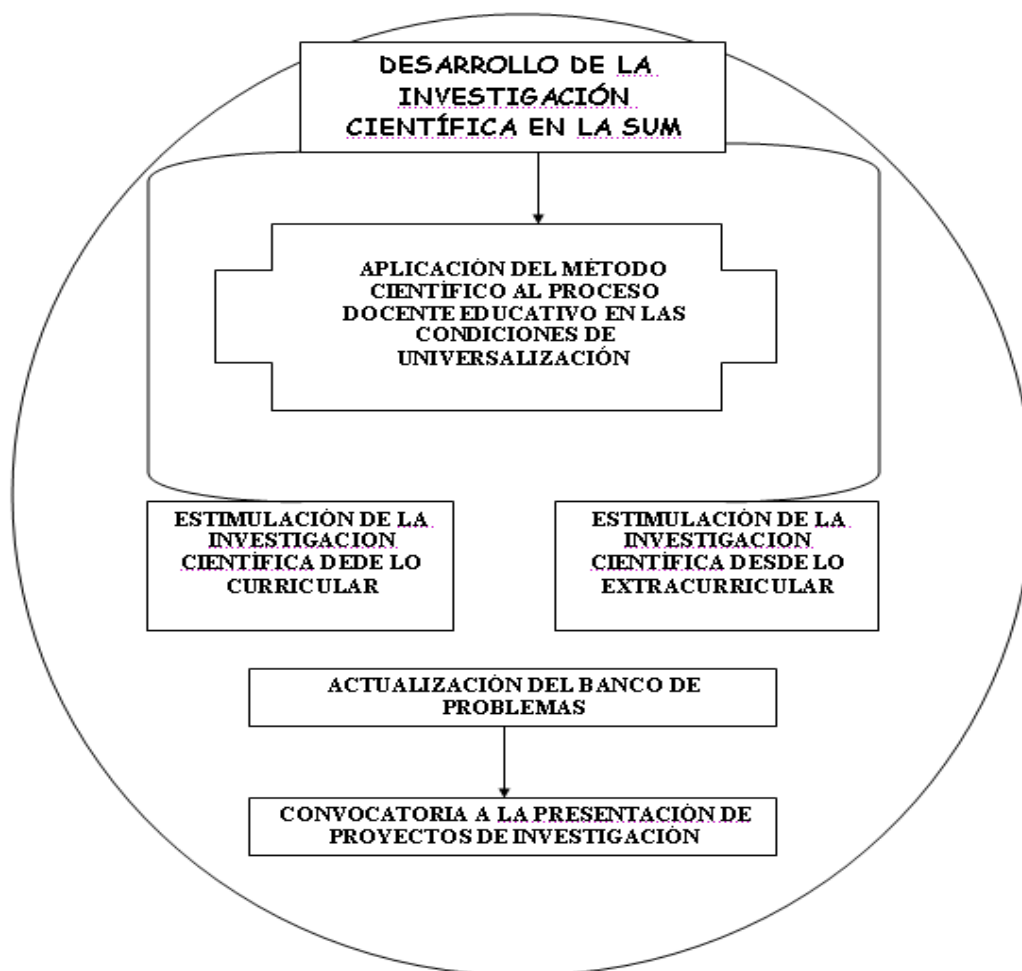 DESARROLLO DE LA
INVESTIGACIÓN
CIENTÍFICA EN LA SUM
APLICACIÓN DEL MÉTODO
CIENTÍFICO AL PROCESO
DOCENTE EDUCATIVO EN LAS
CONDICIONES DE
UNIVERSALIZACIÓN
ESTIMULACIÓN DE LA
INVESTIGACION
CIENTÍFICA DEDE LO
CURRICULAR
ESTIMULACIÓN DE LA
INVESTIGACION
CIENTÍFICA DESDE LO
EXTRACURRICULAR
ACTUALIZACIÓN DEL BANCO DE
PROBLEMAS
CONVOCATORIA A LA PRESENTACIÓN DE
PROYECTOS DE INVESTIGACIÓN